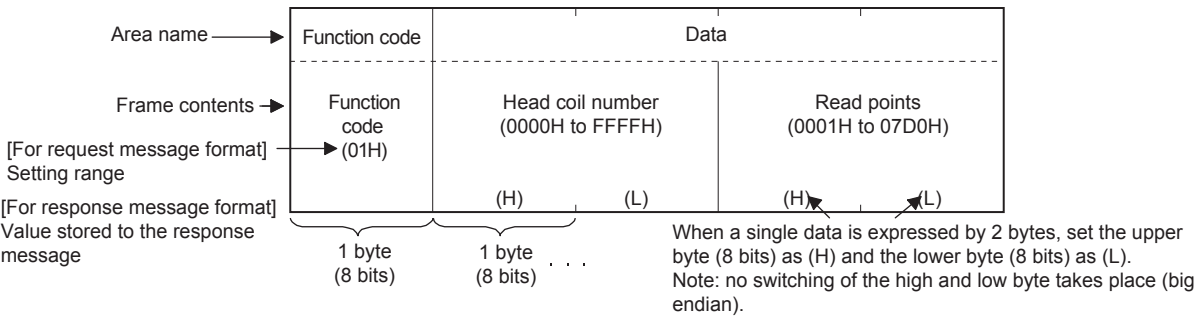 Area name
Function code
Data
Frame contents
Function
code
(01H)
Head coil number
(0000H to FFFFH)
Read points
(0001H to 07D0H)
[For request message format]
Setting range
[For response message format]
Value stored to the response
message
(H)
(L)
(H)
(L)
1 byte
(8 bits)
1 byte
(8 bits)
. . .
When a single data is expressed by 2 bytes, set the upper
byte (8 bits) as (H) and the lower byte (8 bits) as (L).
Note: no switching of the high and low byte takes place (big
endian).